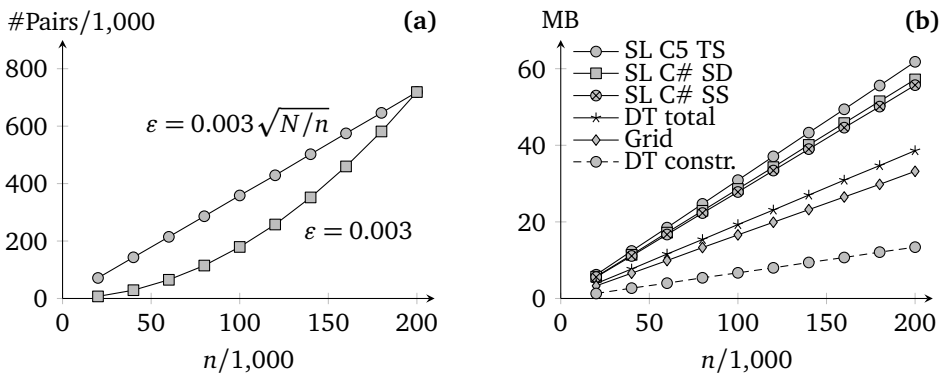 #Pairs/1,000
(a)
800
600
400
200
0
ε = 0.003√N/n
ε = 0.003
0 50 100 150 200
n/1,000
MB
(b)
60
40
20
0
SL C5 TS
SL C# SD
SL C# SS
DT total
Grid
DT constr.
0 50 100 150 200
n/1,000